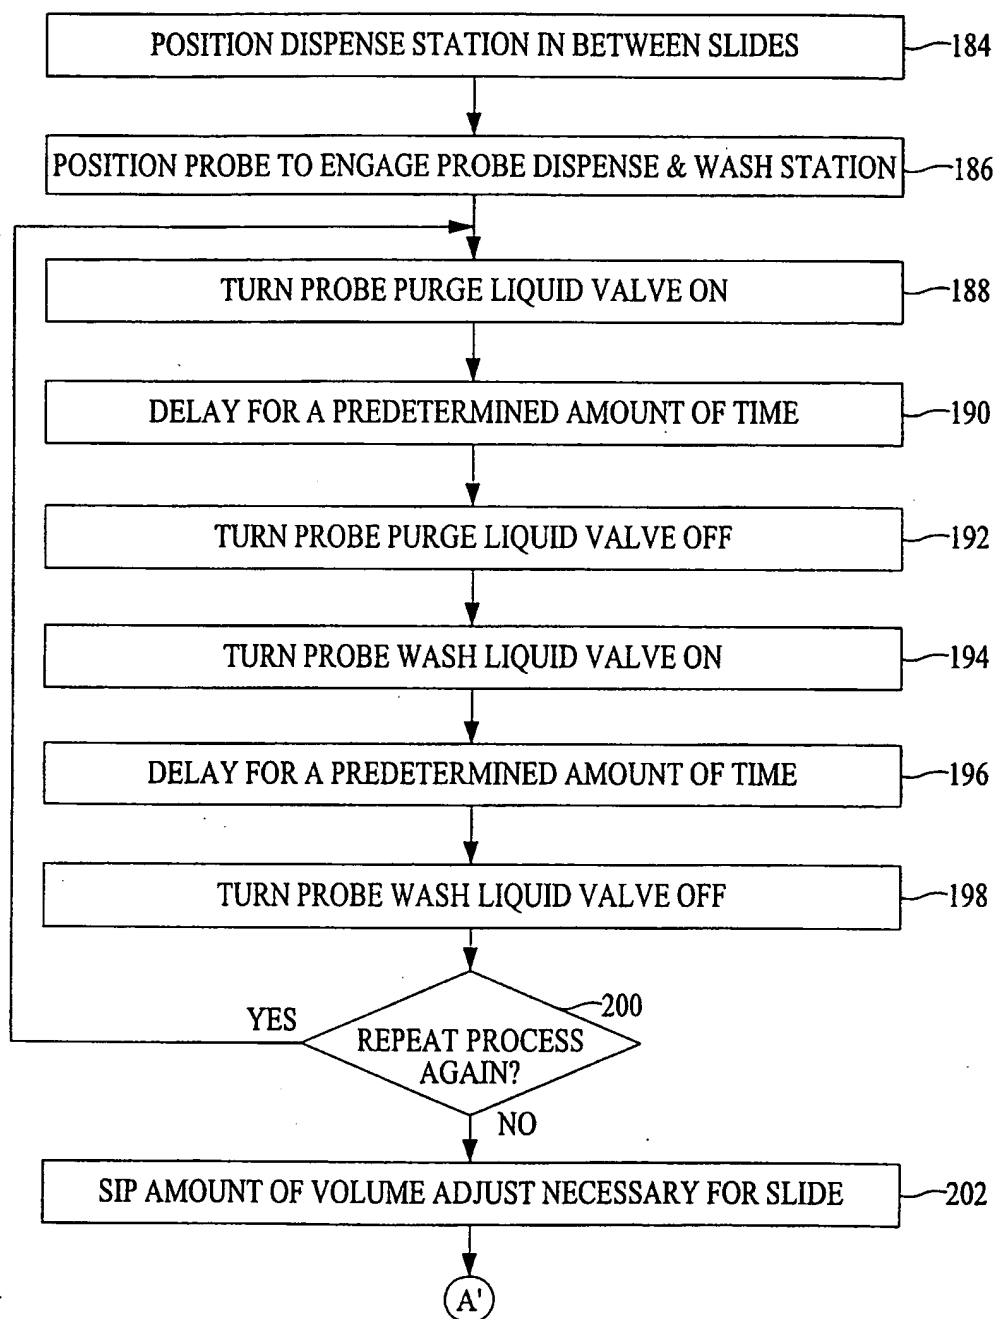 POSITION DISPENSE STATION IN BETWEEN SLIDES
184
POSITION PROBE TO ENGAGE PROBE DISPENSE & WASH STATION
186
TURN PROBE PURGE LIQUID VALVE ON
188
DELAY FOR A PREDETERMINED AMOUNT OF TIME
190
TURN PROBE PURGE LIQUID VALVE OFF
192
TURN PROBE WASH LIQUID VALVE ON
194
DELAY FOR A PREDETERMINED AMOUNT OF TIME
196
TURN PROBE WASH LIQUID VALVE OFF
198
200
YES
REPEAT PROCESS
AGAIN?
NO
SIP AMOUNT OF VOLUME ADJUST NECESSARY FOR SLIDE
202
A'